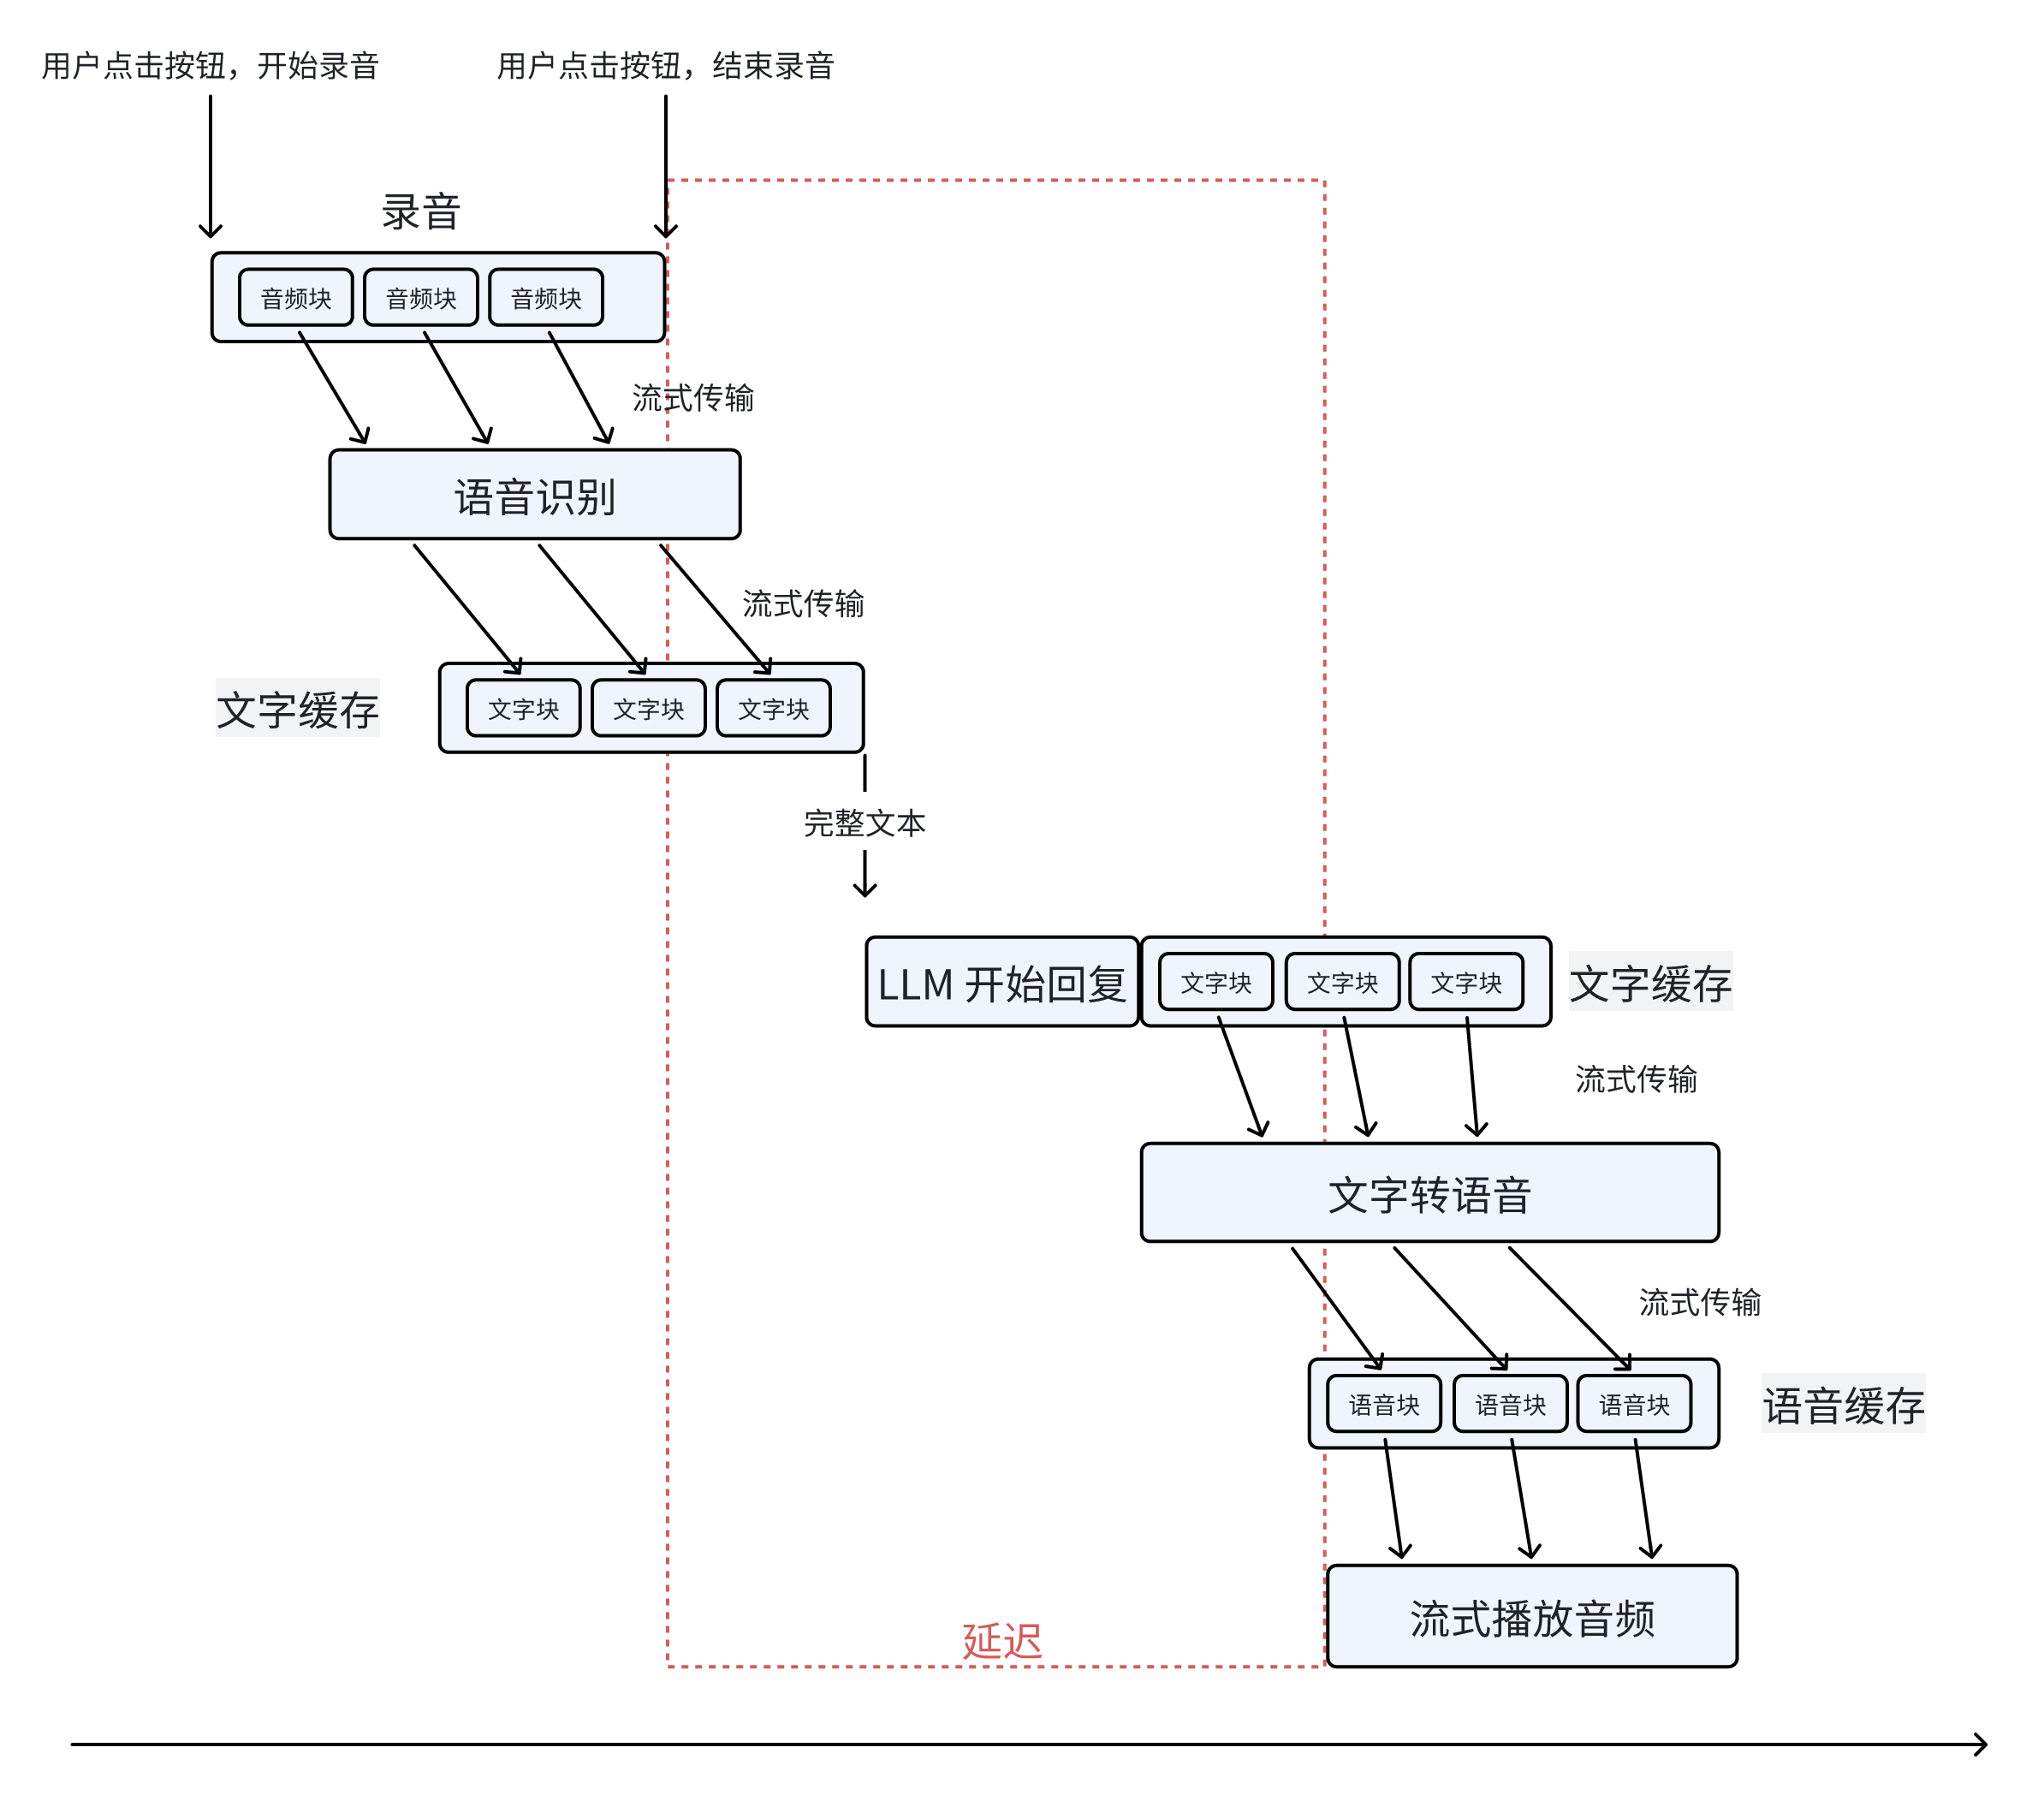 用户点击按钮，开始录音
用户点击按钮，结束录音
录音
音频块
音频块
音频块
流式传输
语音识别
流式传输
文字缓存
文字块
文字块
文字块
完整文本
LLM 开始回复
文字块
文字块
文字块
文字缓存
流式传输
文字转语音
流式传输
语音块
语音块
语音块
语音缓存
流式播放音频
延迟